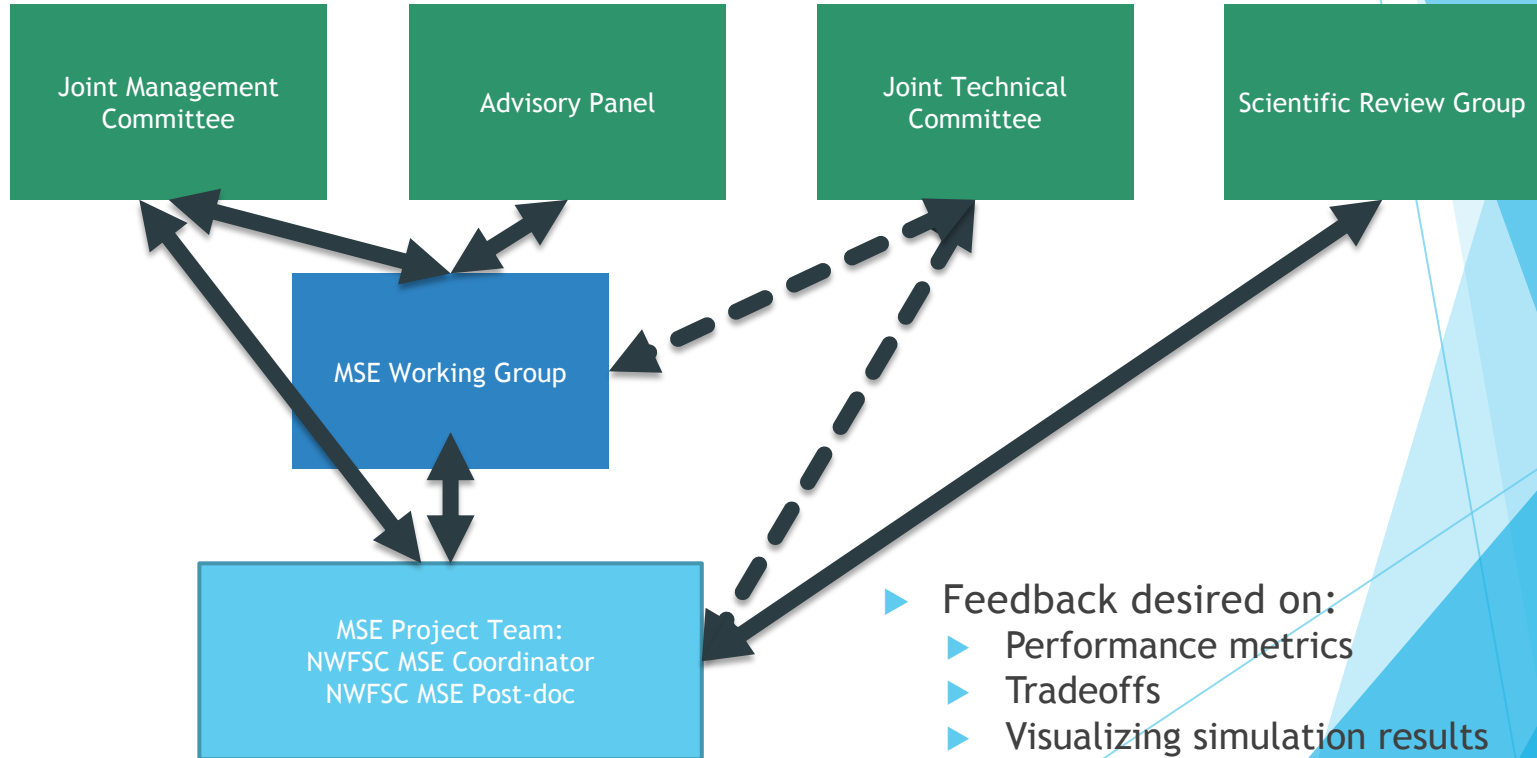 Joint Management
Committee
Advisory Panel
Joint Technical
Committee
Scientific Review Group
MSE Working Group
MSE Project Team:
NWFSC MSE Coordinator
NWFSC MSE Post-doc
Feedback desired on:
Performance metrics
Tradeoffs
Visualizing simulation results